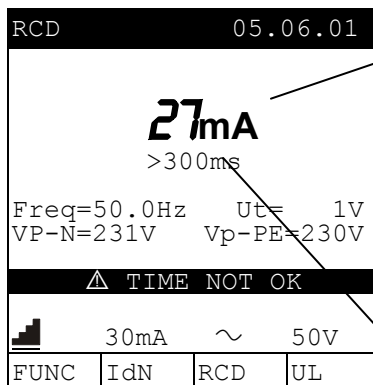 RCD 05.06.01
27mA
>300ms
Freq=50.0Hz Ut= 1V
VP-N=231V Vp-PE=230V
⚠ TIME NOT OK
30mA ~ 50V
FUNC IdN RCD UL